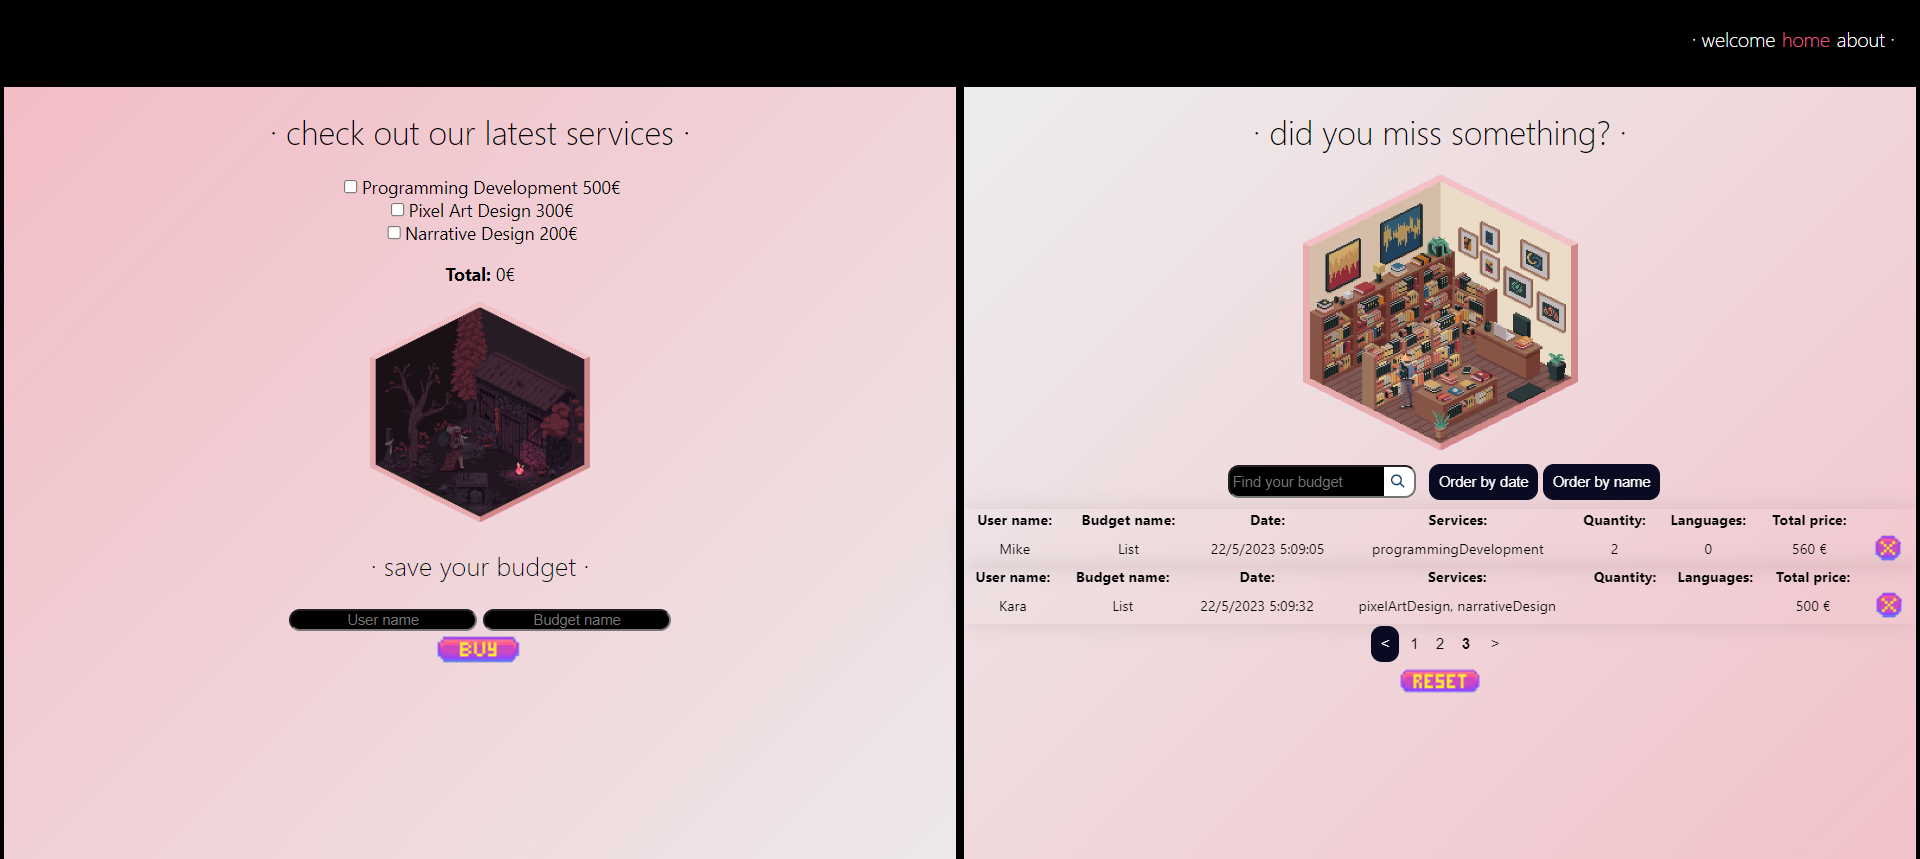 · welcome home about ·
· check out our latest services ·
Programming Development 500€
Pixel Art Design 300€
Narrative Design 200€
Total: 0€
· save your budget ·
User name Budget name
BUY
· did you miss something? ·
Find your budget Order by date Order by name
User name: Budget name: Date: Services: Quantity: Languages: Total price:
Mike List 22/5/2023 5:09:05 programmingDevelopment 2 0 560 €
User name: Budget name: Date: Services: Quantity: Languages: Total price:
Kara List 22/5/2023 5:09:32 pixelArtDesign, narrativeDesign 500 €
< 1 2 3 >
RESET